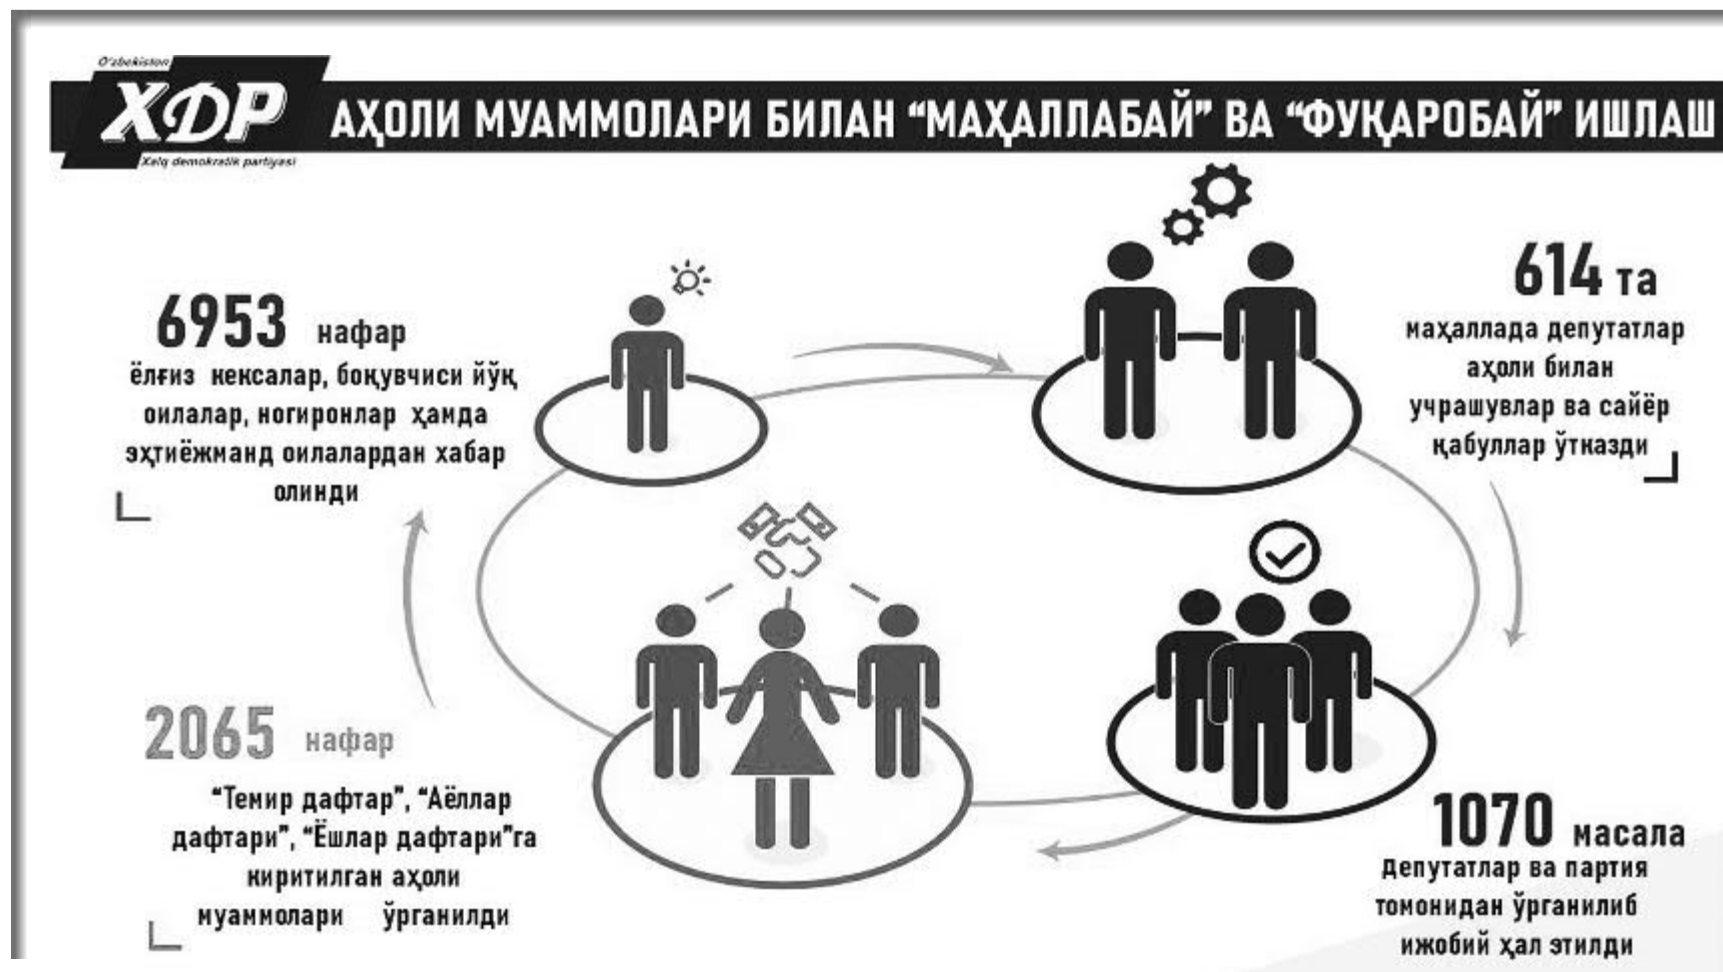 O‘zbekiston
ХДР
Xalq demokratik partiyasi
АҲОЛИ МУАММОЛАРИ БИЛАН “МАҲАЛЛАБАЙ” ВА “ФУҚАРОБАЙ” ИШЛАШ
6953 нафар
ёлғиз кексалар, боқувчиси йўқ
оилалар, ногиронлар ҳамда
эҳтиёжманд оилалардан хабар
олинди
614 та
маҳаллада депутатлар
аҳоли билан
учрашувлар ва сайёр
қабуллар ўтказди
2065 нафар
“Темир дафтар”, “Аёллар
дафтари”, “Ёшлар дафтари”га
киритилган аҳоли
муаммолари ўрганилди
1070 масала
Депутатлар ва партия
томонидан ўрганилиб
ижобий ҳал этилди